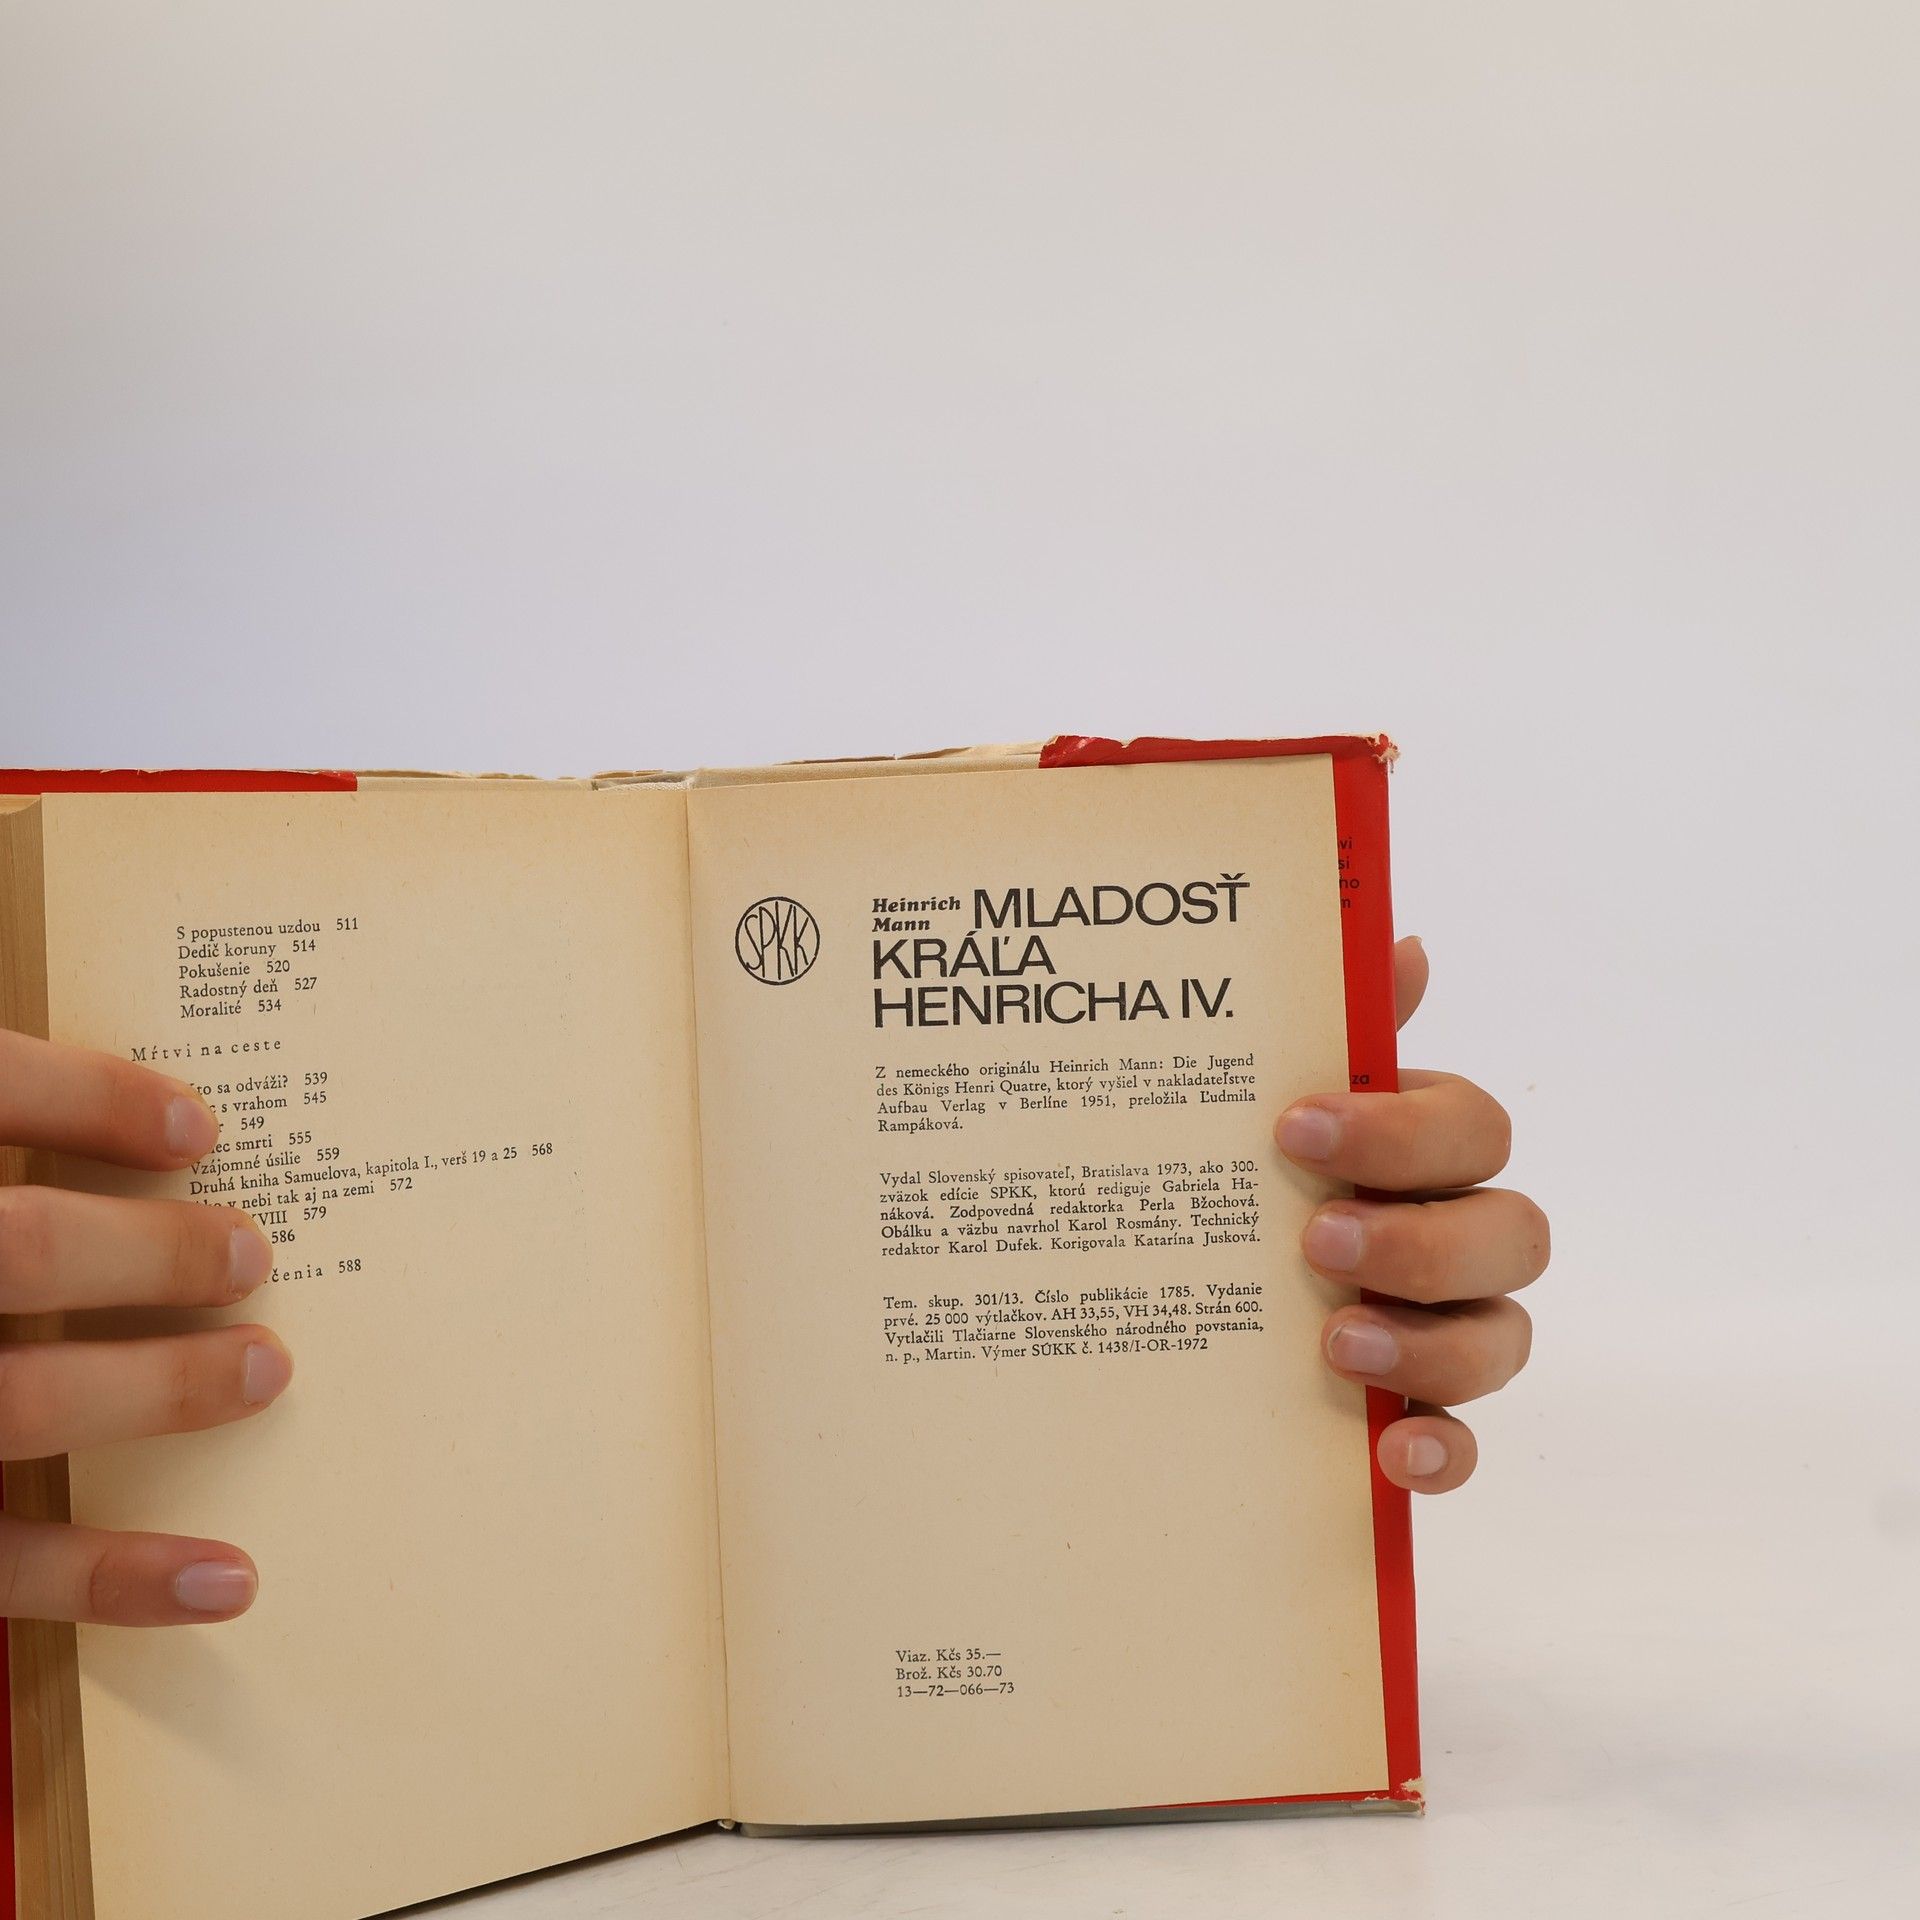 S popustenou uzdou 511
Dedič koruny 514
Pokušenie 520
Radostný deň 527
Moralité 534
Mŕtvi na ceste
to sa odváži? 539
s vrahom 545
549
smrti 555
Vzájomné úsilie 559
Druhá kniha Samuelova, kapitola I., verš 19 a 25 568
v nebi tak aj na zemi 572
XVIII 579
586
588
SPKK
Heinrich Mann MLADOSŤ
KRÁĽA
HENRICHA IV.
Z nemeckého originálu Heinrich Mann: Die Jugend
des Königs Henri Quatre, ktorý vyšiel v nakladateľstve
Aufbau Verlag v Berlíne 1951, preložila Ľudmila
Rampáková.
Vydal Slovenský spisovateľ, Bratislava 1973, ako 300.
zväzok edície SPKK, ktorú rediguje Gabriela Ha-
náková. Zodpovedná redaktorka Perla Bžochová.
Obálku a väzbu navrhol Karol Rosmány. Technický
redaktor Karol Dufek. Korigovala Katarína Jusková.
Tem. skup. 301/13. Číslo publikácie 1785. Vydanie
prvé. 25 000 výtlačkov. AH 33,55, VH 34,48. Strán 600.
Vytlačili Tlačiarne Slovenského národného povstania,
n. p., Martin. Výmer SÚKK č. 1438/I-OR-1972
Viaz. Kčs 35.—
Brož. Kčs 30.70
13—72—066—73
za